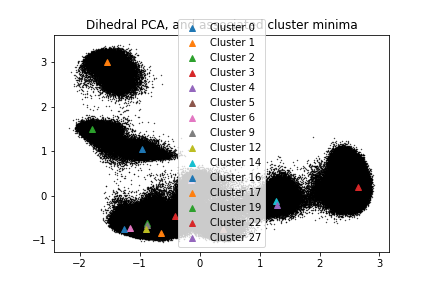 Dihedral PCA, and cluster minima
Cluster 0
Cluster 1
Cluster 2
Cluster 3
Cluster 4
Cluster 5
Cluster 6
Cluster 9
Cluster 12
Cluster 14
Cluster 16
Cluster 17
Cluster 19
Cluster 22
Cluster 27
3
2
1
0
−1
−2 −1 0 1 2 3